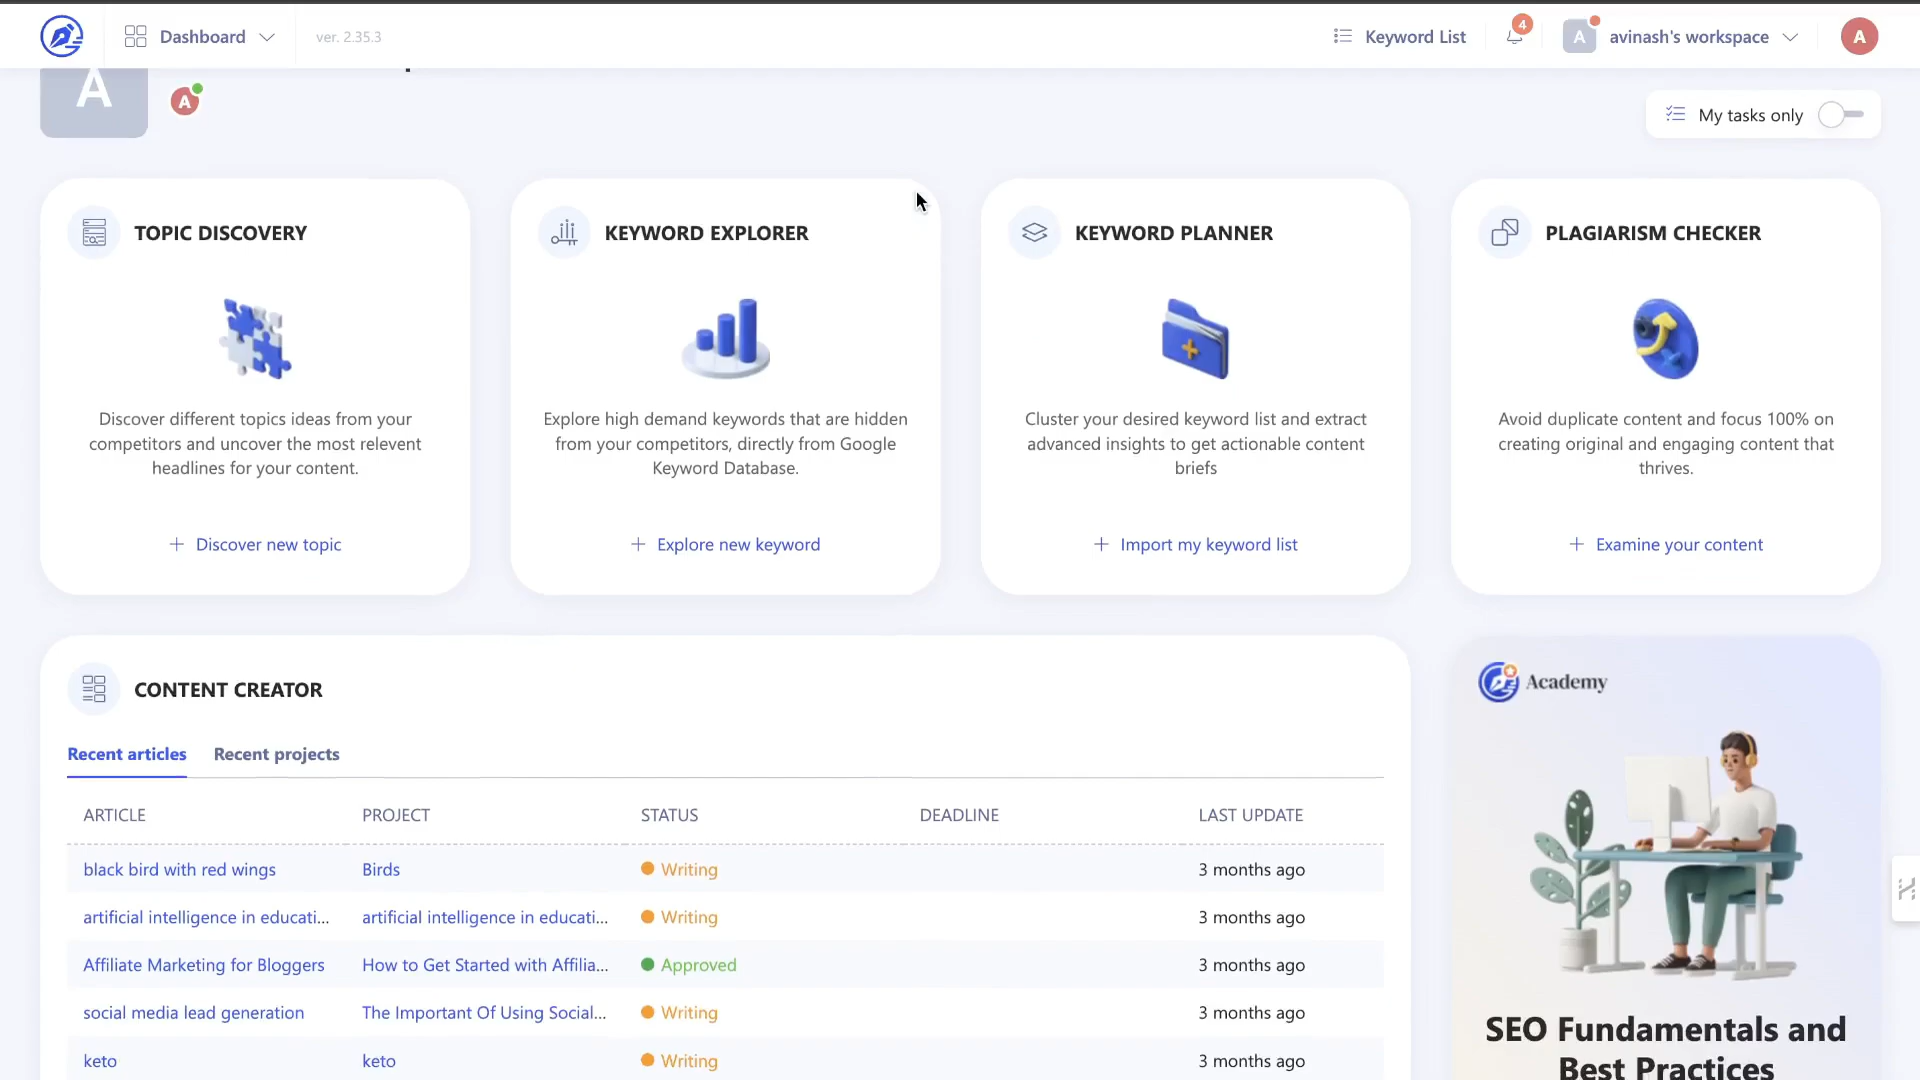 Dashboard
ver. 2.35.3
Keyword List
4
A
avinash's workspace
A
A
A
My tasks only
TOPIC DISCOVERY
Discover different topics ideas from your
competitors and uncover the most relevent
headlines for your content.
+ Discover new topic
KEYWORD EXPLORER
Explore high demand keywords that are hidden
from your competitors, directly from Google
Keyword Database.
+ Explore new keyword
KEYWORD PLANNER
Cluster your desired keyword list and extract
advanced insights to get actionable content
briefs
+ Import my keyword list
PLAGIARISM CHECKER
Avoid duplicate content and focus 100% on
creating original and engaging content that
thrives.
+ Examine your content
CONTENT CREATOR
Recent articles Recent projects
ARTICLE PROJECT STATUS DEADLINE LAST UPDATE
black bird with red wings Birds Writing 3 months ago
artificial intelligence in educati... artificial intelligence in educati... Writing 3 months ago
Affiliate Marketing for Bloggers How to Get Started with Affilia... Approved 3 months ago
social media lead generation The Important Of Using Social... Writing 3 months ago
keto keto Writing 3 months ago
Academy
SEO Fundamentals and
Best Practices